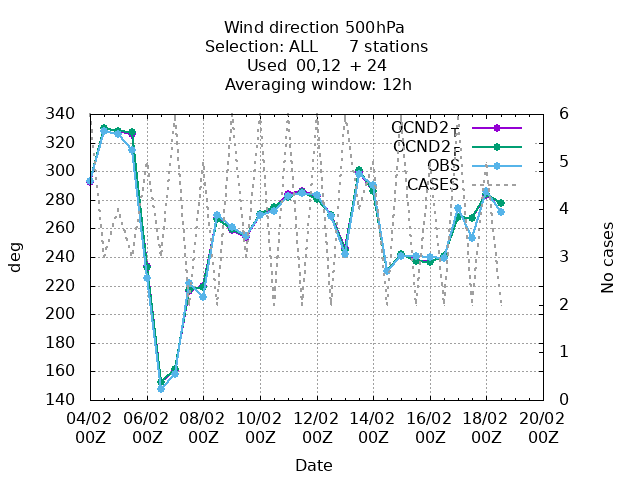 Wind direction 500hPa
Selection: ALL 7 stations
Used 00,12 + 24
Averaging window: 12h
340
320
300
280
260
240
220
200
180
160
140
deg
6
5
4
3
2
1
0
No cases
OBS
CASES
04/02 06/02 08/02 10/02 12/02 14/02 16/02 18/02 20/02
00Z 00Z 00Z 00Z 00Z 00Z 00Z 00Z 00Z
Date